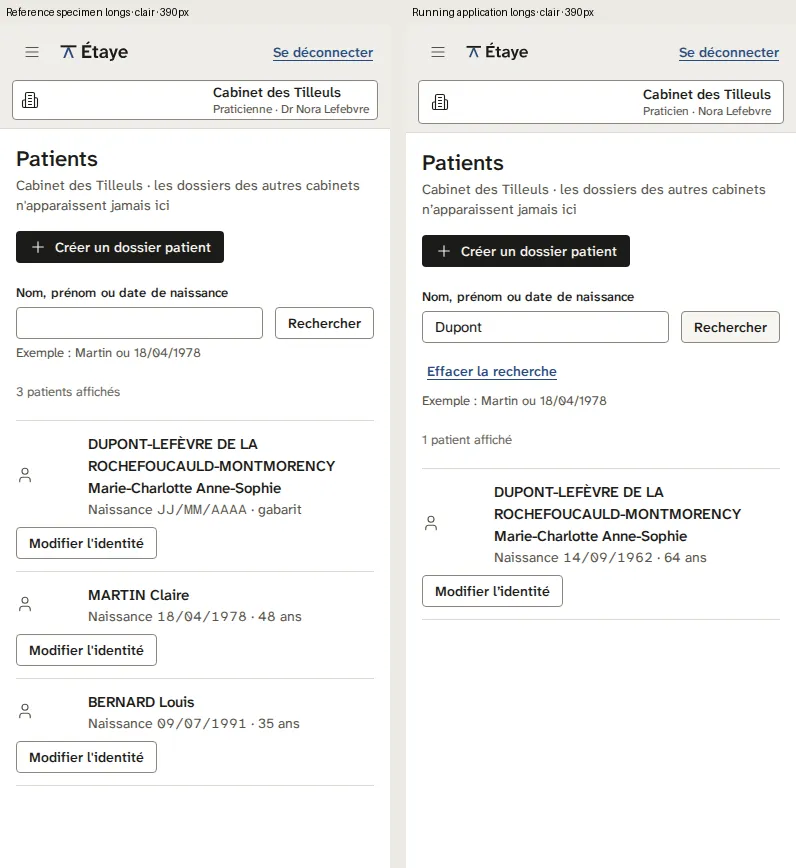 Reference specimen longs·clair·390px
Étaye
Se déconnecter
Cabinet des Tilleuls
Praticienne · Dr Nora Lefebvre
Patients
Cabinet des Tilleuls · les dossiers des autres cabinets
n'apparaissent jamais ici
Créer un dossier patient
Nom, prénom ou date de naissance
Rechercher
Exemple : Martin ou 18/04/1978
3 patients affichés
DUPONT-LEFÈVRE DE LA
ROCHEFOUCAULD-MONTMORENCY
Marie-Charlotte Anne-Sophie
Naissance JJ/MM/AAAA · gabarit
Modifier l'identité
MARTIN Claire
Naissance 18/04/1978 · 48 ans
Modifier l'identité
BERNARD Louis
Naissance 09/07/1991 · 35 ans
Modifier l'identité
Running application longs·clair·390px
Étaye
Se déconnecter
Cabinet des Tilleuls
Praticien · Nora Lefebvre
Patients
Cabinet des Tilleuls · les dossiers des autres cabinets
n'apparaissent jamais ici
Créer un dossier patient
Nom, prénom ou date de naissance
Dupont
Rechercher
Effacer la recherche
Exemple : Martin ou 18/04/1978
1 patient affiché
DUPONT-LEFÈVRE DE LA
ROCHEFOUCAULD-MONTMORENCY
Marie-Charlotte Anne-Sophie
Naissance 14/09/1962 · 64 ans
Modifier l'identité